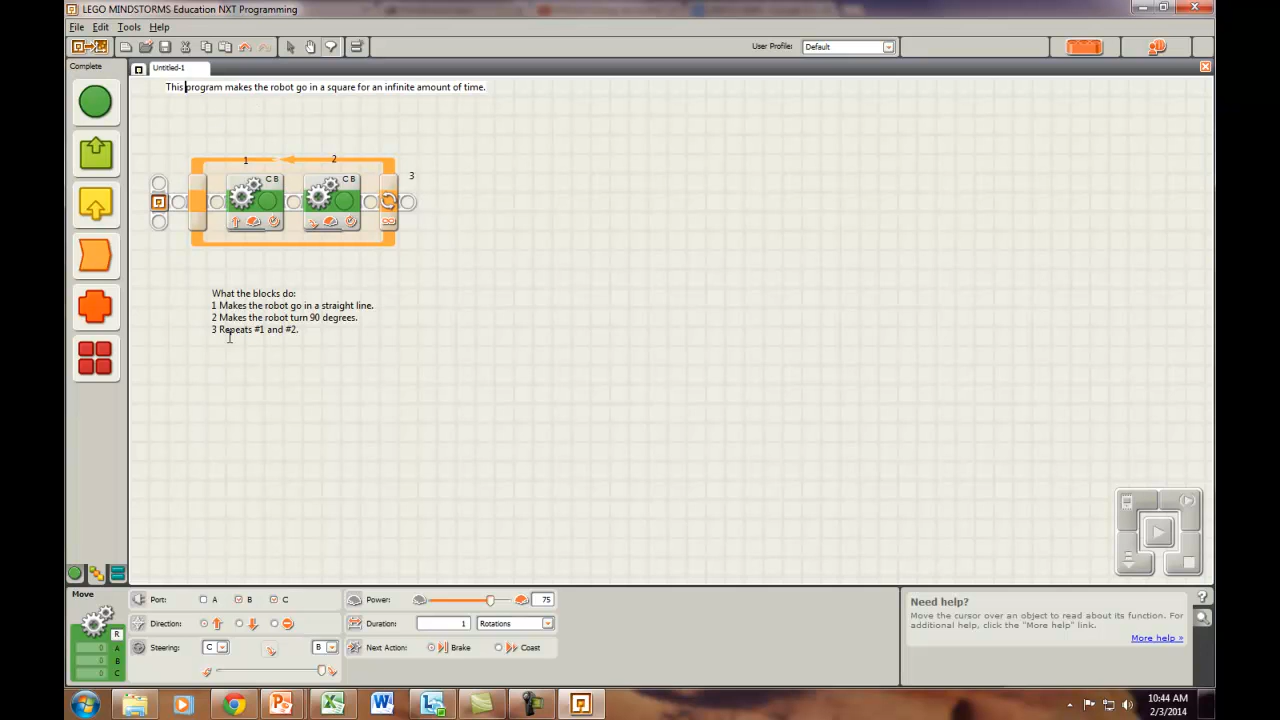 LEGO MINDSTORMS Education NXT Programming
File Edit Tools Help
User Profile: Default
Complete
Untitled-1
This program makes the robot go in a square for an infinite amount of time.
1 2
3
C B C B
What the blocks do:
1 Makes the robot go in a straight line.
2 Makes the robot turn 90 degrees.
3 Repeats #1 and #2.
Move
R
0 A
0 B
0 C
Port: A B C
Direction:
Steering: C B
Power: 75
Duration: 1 Rotations
Next Action: Brake Coast
Need help?
Move the cursor over an object to read about its function. For
additional help, click the "More help" link.
More help »
10:44 AM
2/3/2014